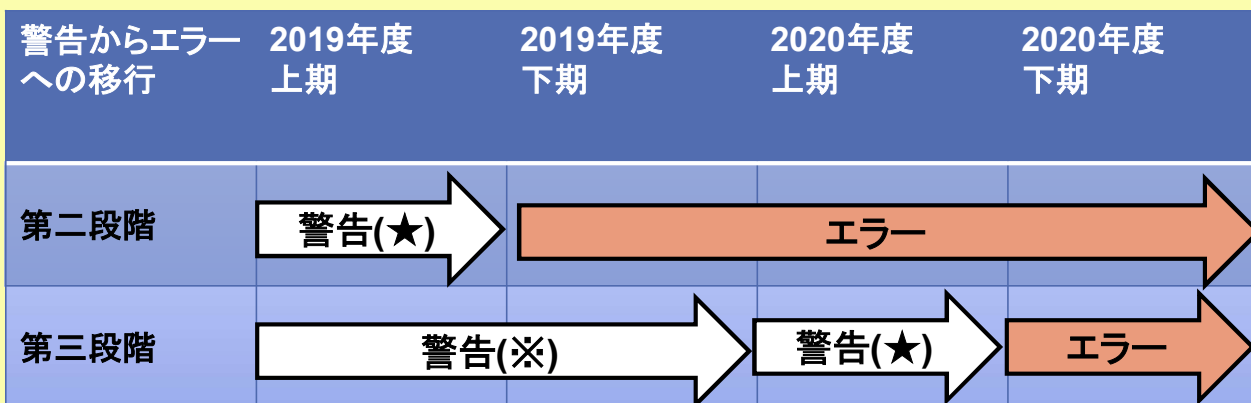 警告からエラー
への移行
2019年度
上期
2019年度
下期
2020年度
上期
2020年度
下期
第二段階
警告(★)
エラー
第三段階
警告(※)
警告(★)
エラー